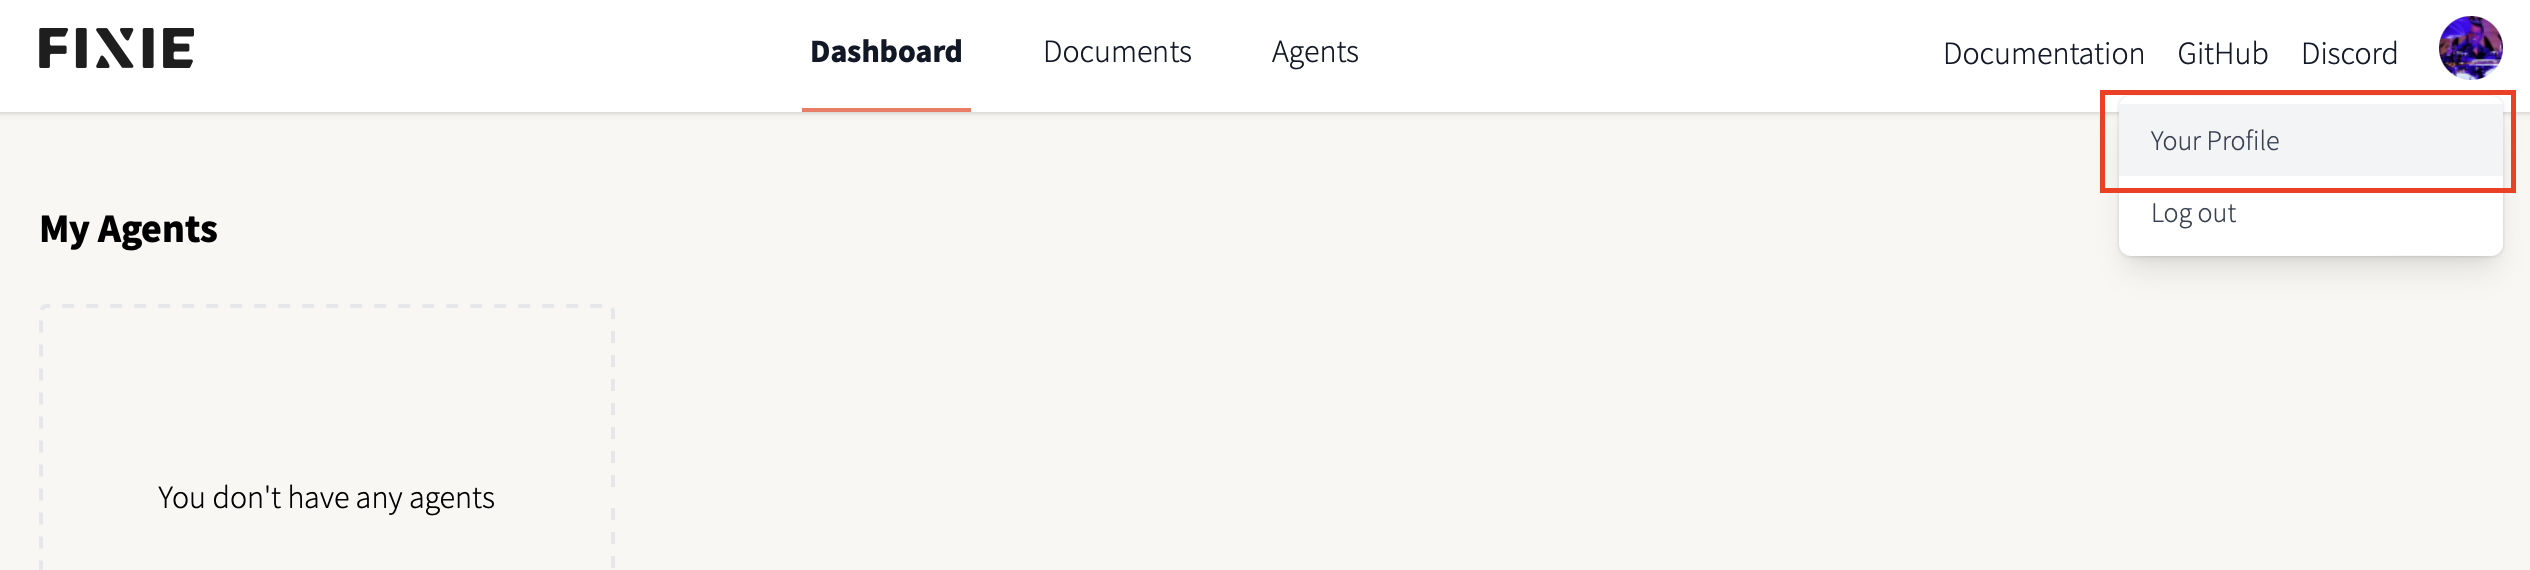 FIXIE
Dashboard Documents Agents
Documentation GitHub Discord
Your Profile
Log out
My Agents
You don't have any agents